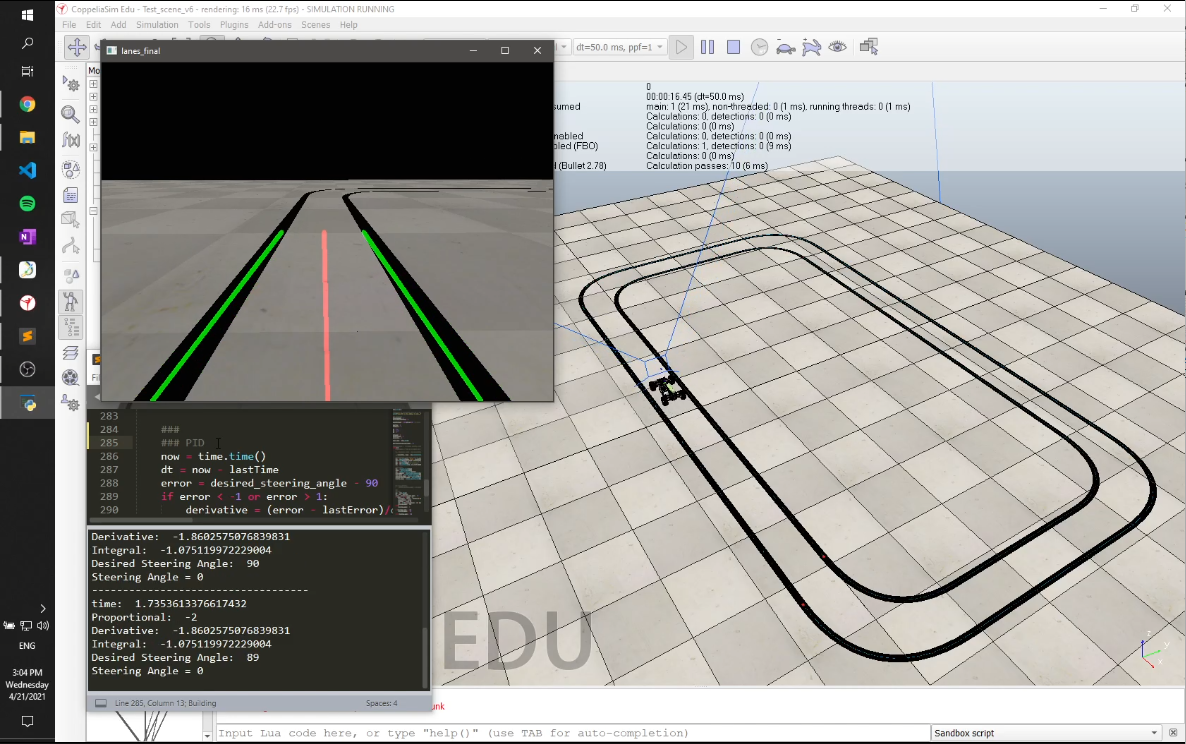 CoppeliaSim Edu - Test_scene_v6 - rendering: 16 ms (22.7 fps) - SIMULATION RUNNING
File Edit Add Simulation Tools Plugins Add-ons Scenes Help
lanes_final
dt=50.0 ms, ppf=1
Mo
0
00:00:16.45 (dt=50.0 ms)
sumed
main: 1 (21 ms), non-threaded: 0 (1 ms), running threads: 0 (1 ms)
Calculations: 0, detections: 0 (0 ms)
Calculations: 0 (0 ms)
nabled
Calculations: 0, detections: 0 (0 ms)
bled (FBO)
Calculations: 1, detections: 0 (9 ms)
Calculations: 0 (0 ms)
d (Bullet 2.78)
Calculation passes: 10 (6 ms)
283
284 ###
285 ### PID
286 now = time.time()
287 dt = now - lastTime
288 error = desired_steering_angle - 90
289 if error < -1 or error > 1:
290 derivative = (error - lastError)/
Derivative: -1.8602575076839831
Integral: -1.075119972229004
Desired Steering Angle: 90
Steering Angle = 0
-----------------------------------
time: 1.7353613376617432
Proportional: -2
Derivative: -1.8602575076839831
Integral: -1.075119972229004
Desired Steering Angle: 89
Steering Angle = 0
Line 285, Column 13; Building
Spaces: 4
EDU
unk
Input Lua code here, or type "help()" (use TAB for auto-completion)
Sandbox script
ENG
3:04 PM
Wednesday
4/21/2021